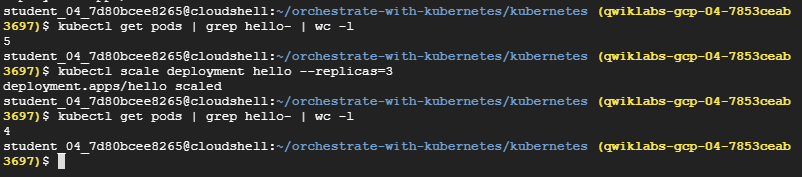 student_04_7d80bcee8265@cloudshell:~/orchestrate-with-kubernetes/kubernetes (qwiklabs-gcp-04-7853ceab
3697)$ kubectl get pods | grep hello- | wc -l
5
student_04_7d80bcee8265@cloudshell:~/orchestrate-with-kubernetes/kubernetes (qwiklabs-gcp-04-7853ceab
3697)$ kubectl scale deployment hello --replicas=3
deployment.apps/hello scaled
student_04_7d80bcee8265@cloudshell:~/orchestrate-with-kubernetes/kubernetes (qwiklabs-gcp-04-7853ceab
3697)$ kubectl get pods | grep hello- | wc -l
4
student_04_7d80bcee8265@cloudshell:~/orchestrate-with-kubernetes/kubernetes (qwiklabs-gcp-04-7853ceab
3697)$